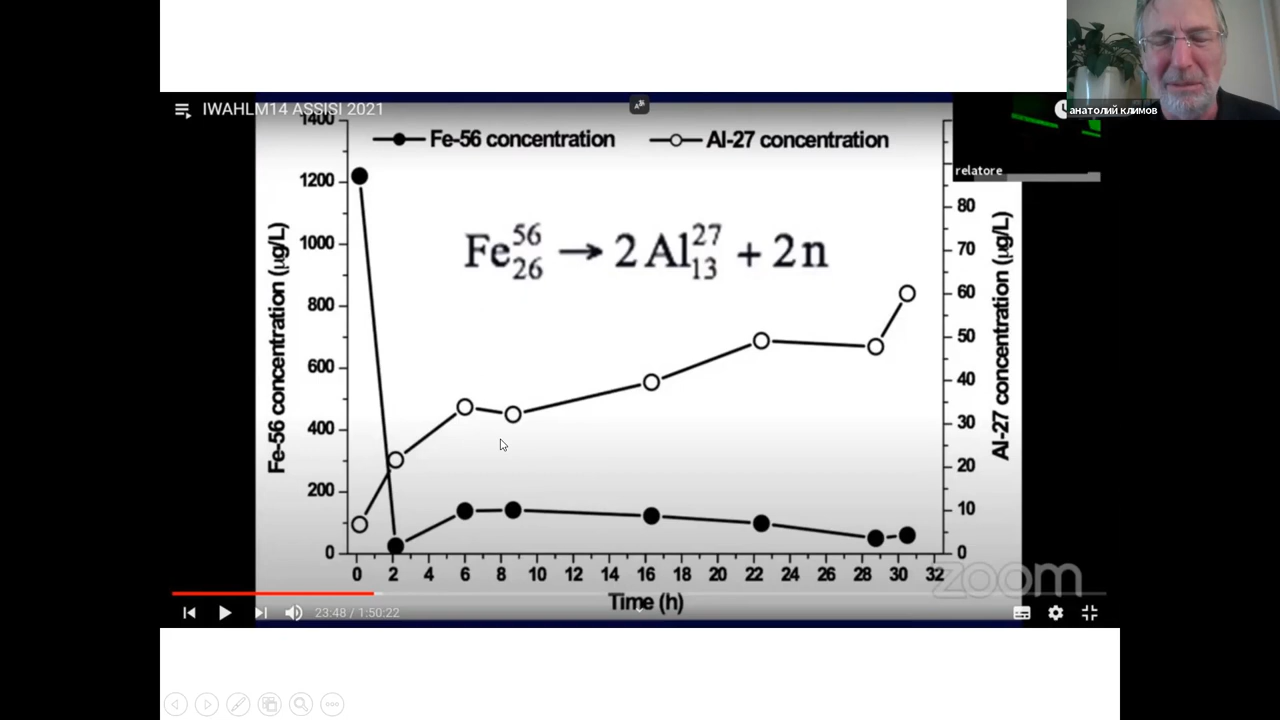 анатолий климов
IWAHLM14 ASSISI 2021
relatore
Fe-56 concentration
Al-27 concentration
Fe⁵⁶₂₆ → 2 Al²⁷₁₃ + 2 n
1400
1200
1000
800
600
400
200
0
Fe-56 concentration (μg/L)
80
70
60
50
40
30
20
10
0
Al-27 concentration (μg/L)
0 2 4 6 8 10 12 14 16 18 20 22 24 26 28 30 32
Time (h)
zoom
23:48 / 1:50:22